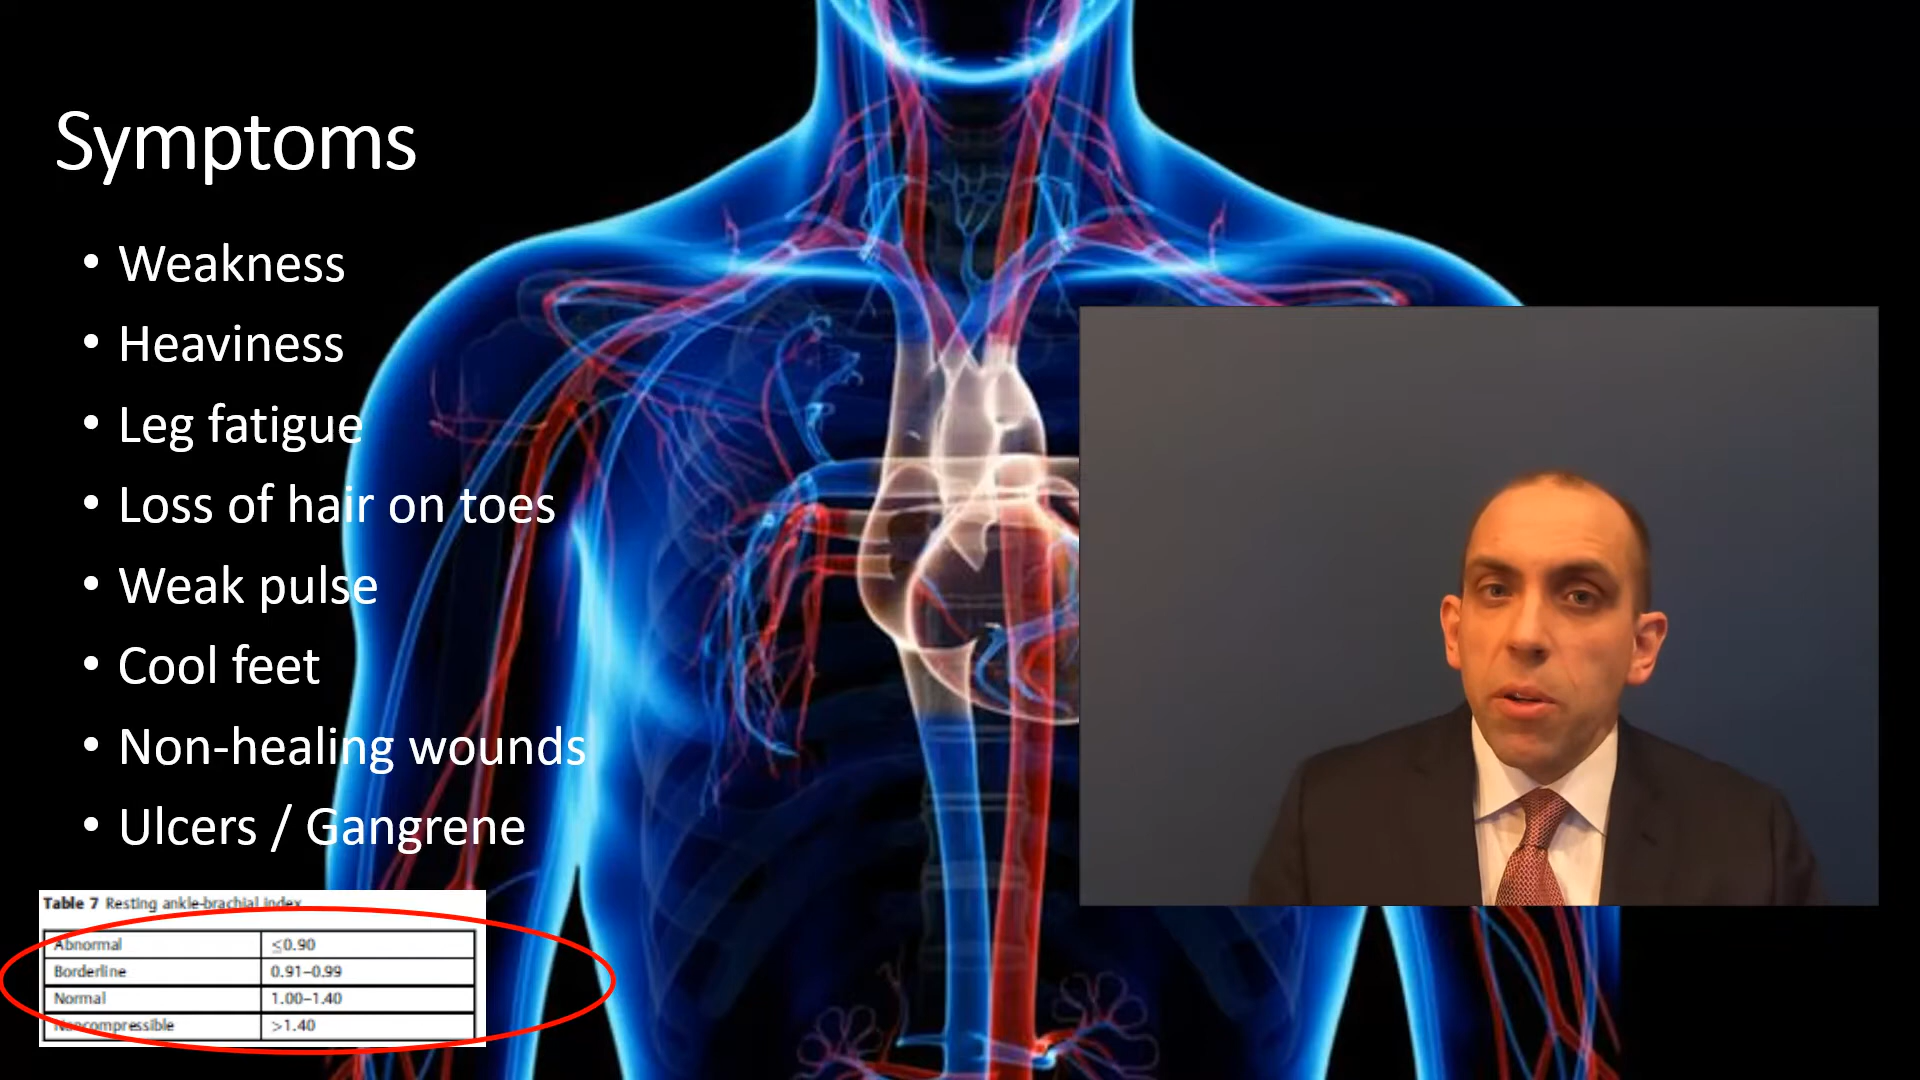 Symptoms
• Weakness
• Heaviness
• Leg fatigue
• Loss of hair on toes
• Weak pulse
• Cool feet
• Non-healing wounds
• Ulcers / Gangrene
Table 7 Resting ankle-brachial index
Abnormal ≤0.90
Borderline 0.91–0.99
Normal 1.00–1.40
Noncompressible >1.40